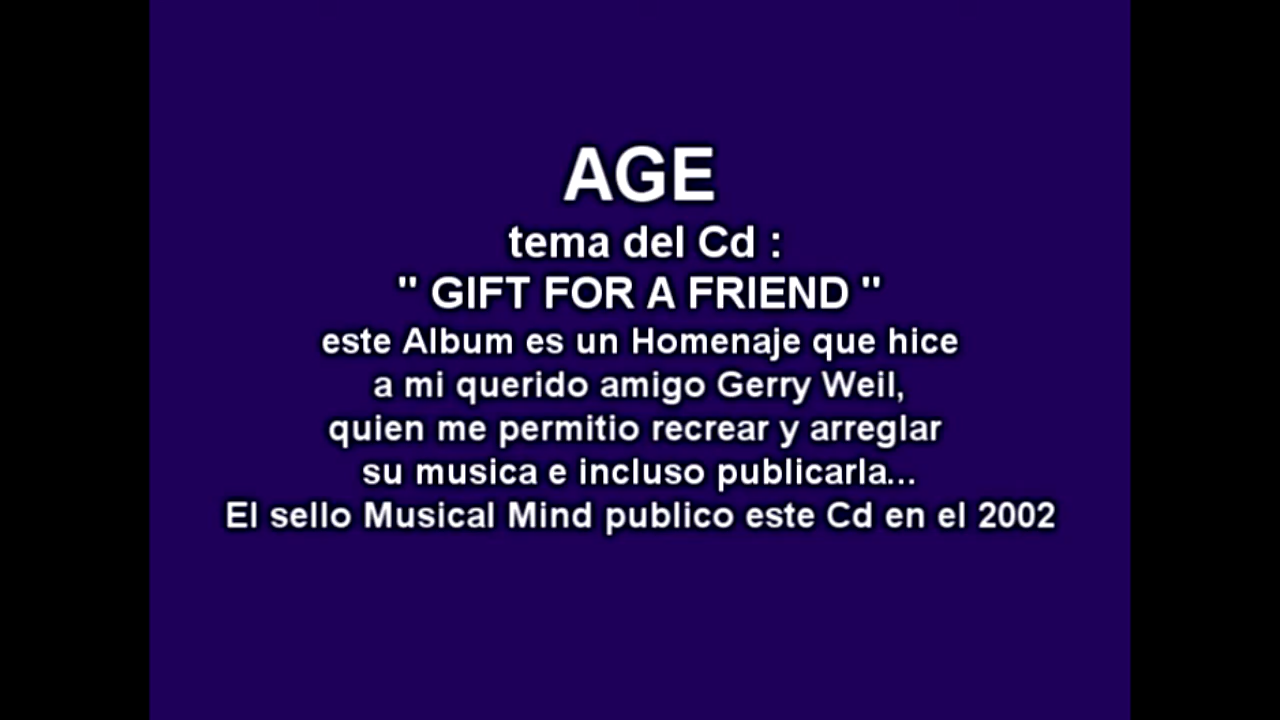 AGE
tema del Cd :
" GIFT FOR A FRIEND "
este Album es un Homenaje que hice
a mi querido amigo Gerry Weil,
quien me permitio recrear y arreglar
su musica e incluso publicarla...
El sello Musical Mind publico este Cd en el 2002